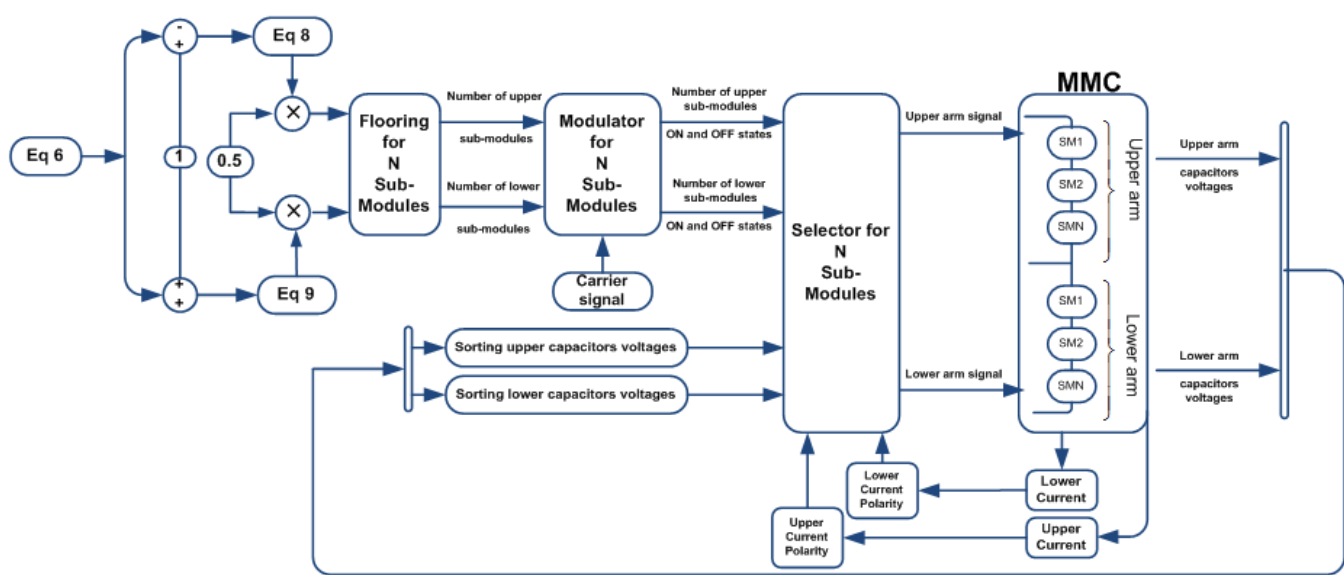 -
+
Eq 8
MMC
×
Flooring
for
N
Sub-
Modules
Number of upper
sub-modules
Number of lower
sub-modules
Modulator
for
N
Sub-
Modules
Number of upper
sub-modules
ON and OFF states
Number of lower
sub-modules
ON and OFF states
Selector for
N
Sub-
Modules
Upper arm signal
Lower arm signal
SM1
SM2
SMN
Upper arm
SM1
SM2
SMN
Lower arm
Upper arm
capacitors
voltages
Lower arm
capacitors
voltages
Eq 6
1
0.5
×
+
+
Eq 9
Carrier
signal
Sorting upper capacitors voltages
Sorting lower capacitors voltages
Lower
Current
Polarity
Lower
Current
Upper
Current
Polarity
Upper
Current